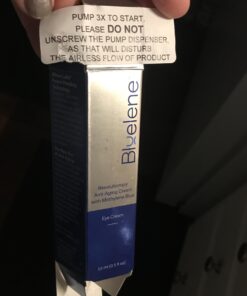 PUMP 3X TO START.
PLEASE DO NOT
UNSCREW THE PUMP DISPENSER,
AS THAT WILL DISTURB
THE AIRLESS FLOW OF PRODUCT.
Bluelene
Revolutionary
Anti-Aging Cream
with Methylene Blue
Eye Cream